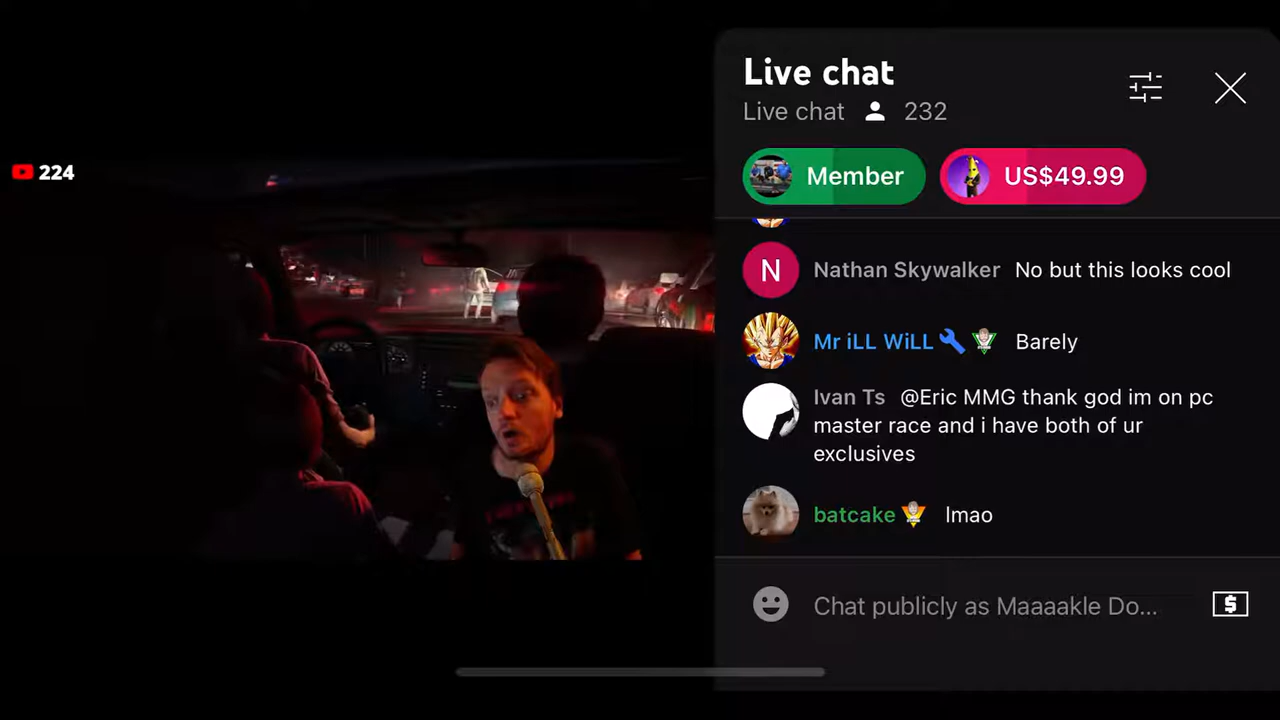 Live chat
Live chat 232
224
Member US$49.99
N Nathan Skywalker No but this looks cool
Mr iLL WiLL Barely
Ivan Ts @Eric MMG thank god im on pc
master race and i have both of ur
exclusives
batcake lmao
Chat publicly as Maaaakle Do...
$